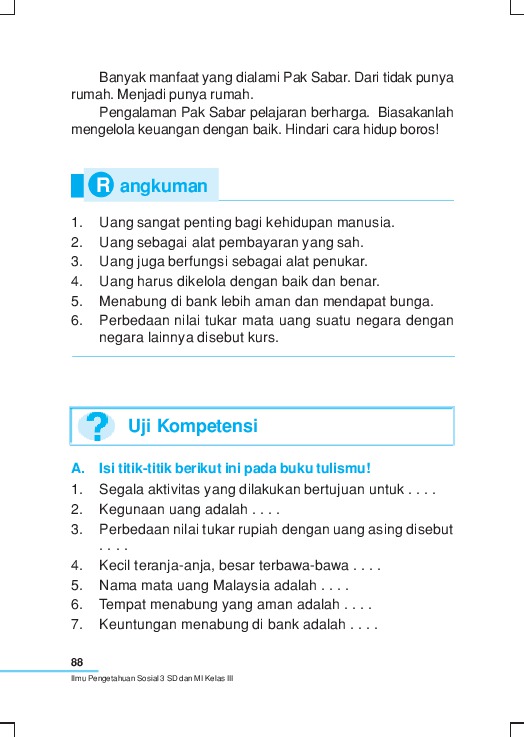 Banyak manfaat yang dialami Pak Sabar. Dari tidak punya
rumah. Menjadi punya rumah.
Pengalaman Pak Sabar pelajaran berharga. Biasakanlah
mengelola keuangan dengan baik. Hindari cara hidup boros!
Rangkuman
1. Uang sangat penting bagi kehidupan manusia.
2. Uang sebagai alat pembayaran yang sah.
3. Uang juga berfungsi sebagai alat penukar.
4. Uang harus dikelola dengan baik dan benar.
5. Menabung di bank lebih aman dan mendapat bunga.
6. Perbedaan nilai tukar mata uang suatu negara dengan
negara lainnya disebut kurs.
? Uji Kompetensi
A. Isi titik-titik berikut ini pada buku tulismu!
1. Segala aktivitas yang dilakukan bertujuan untuk . . . .
2. Kegunaan uang adalah . . . .
3. Perbedaan nilai tukar rupiah dengan uang asing disebut
. . . .
4. Kecil teranja-anja, besar terbawa-bawa . . . .
5. Nama mata uang Malaysia adalah . . . .
6. Tempat menabung yang aman adalah . . . .
7. Keuntungan menabung di bank adalah . . . .
88
Ilmu Pengetahuan Sosial 3 SD dan MI Kelas III